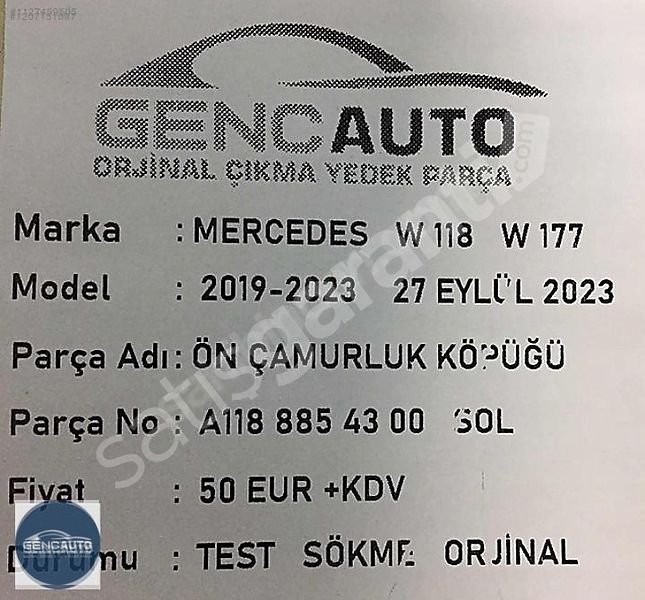 GENCAUTO
ORJİNAL ÇIKMA YEDEK PARÇA
Marka : MERCEDES W 118 W 177
Model : 2019-2023 27 EYLÜL 2023
Parça Adı: ÖN ÇAMURLUK KÖPÜĞÜ
Parça No : A118 885 43 00 SOL
Fiyat : 50 EUR +KDV
Durumu : TEST SÖKME ORJİNAL
GENCAUTO
satışgaranti.com